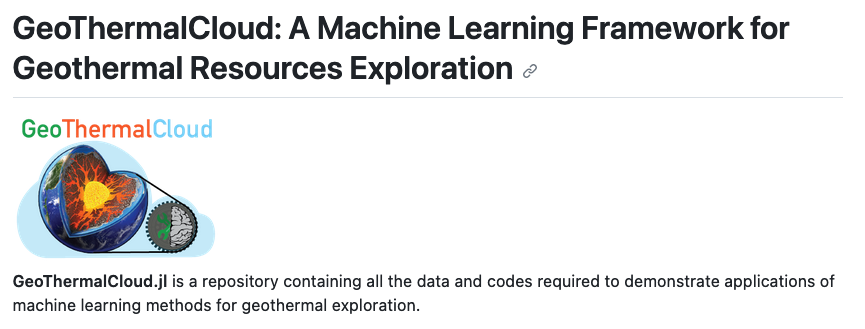 GeoThermalCloud: A Machine Learning Framework for
Geothermal Resources Exploration
GeoThermalCloud
GeoThermalCloud.jl is a repository containing all the data and codes required to demonstrate applications of
machine learning methods for geothermal exploration.